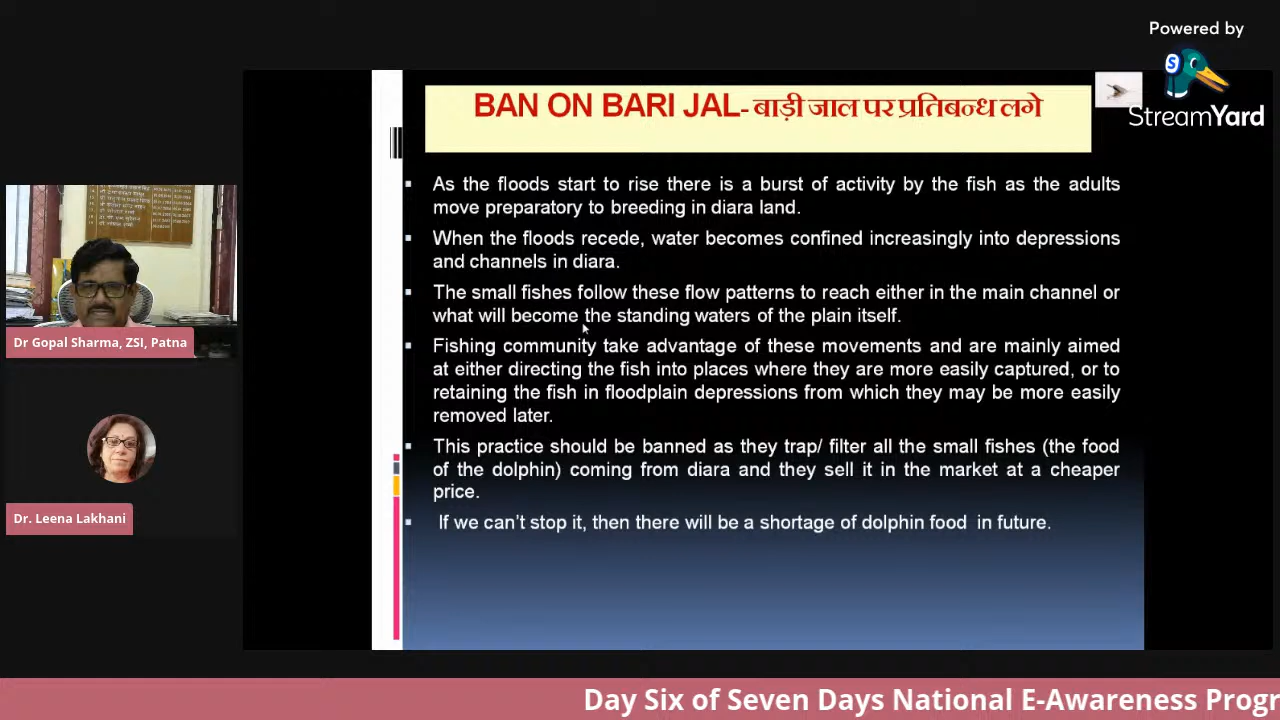 Powered by
S
StreamYard
BAN ON BARI JAL- बाड़ी जाल पर प्रतिबन्ध लगे
▪ As the floods start to rise there is a burst of activity by the fish as the adults
move preparatory to breeding in diara land.
▪ When the floods recede, water becomes confined increasingly into depressions
and channels in diara.
▪ The small fishes follow these flow patterns to reach either in the main channel or
what will become the standing waters of the plain itself.
▪ Fishing community take advantage of these movements and are mainly aimed
at either directing the fish into places where they are more easily captured, or to
retaining the fish in floodplain depressions from which they may be more easily
removed later.
▪ This practice should be banned as they trap/ filter all the small fishes (the food
of the dolphin) coming from diara and they sell it in the market at a cheaper
price.
▪ If we can't stop it, then there will be a shortage of dolphin food in future.
Dr Gopal Sharma, ZSI, Patna
Dr. Leena Lakhani
Day Six of Seven Days National E-Awareness Progr